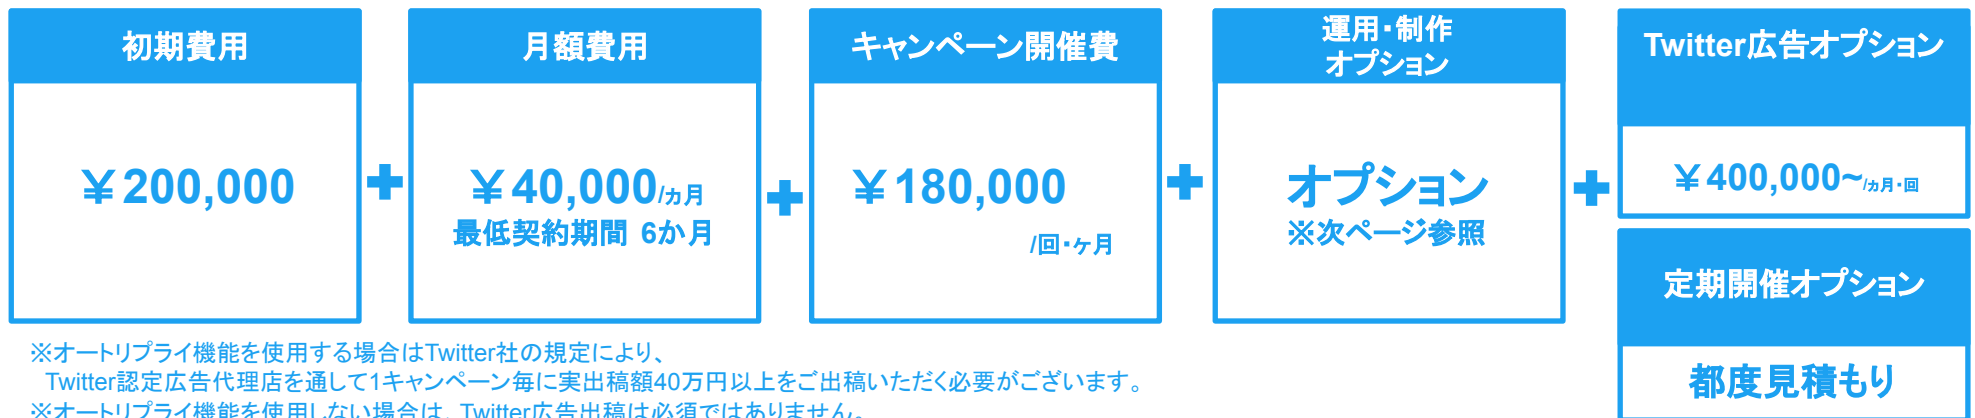 初期費用
￥200,000
月額費用
￥40,000/ヵ月
最低契約期間 6か月
キャンペーン開催費
￥180,000
/回・ヶ月
運用・制作
オプション
オプション
※次ページ参照
Twitter広告オプション
￥400,000~/ヵ月・回
定期開催オプション
都度見積もり
※オートリプライ機能を使用する場合はTwitter社の規定により、
Twitter認定広告代理店を通して1キャンペーン毎に実出稿額40万円以上をご出稿いただく必要がございます。
※オートリプライ機能を使用しない場合は、Twitter広告出稿は必須ではありません。